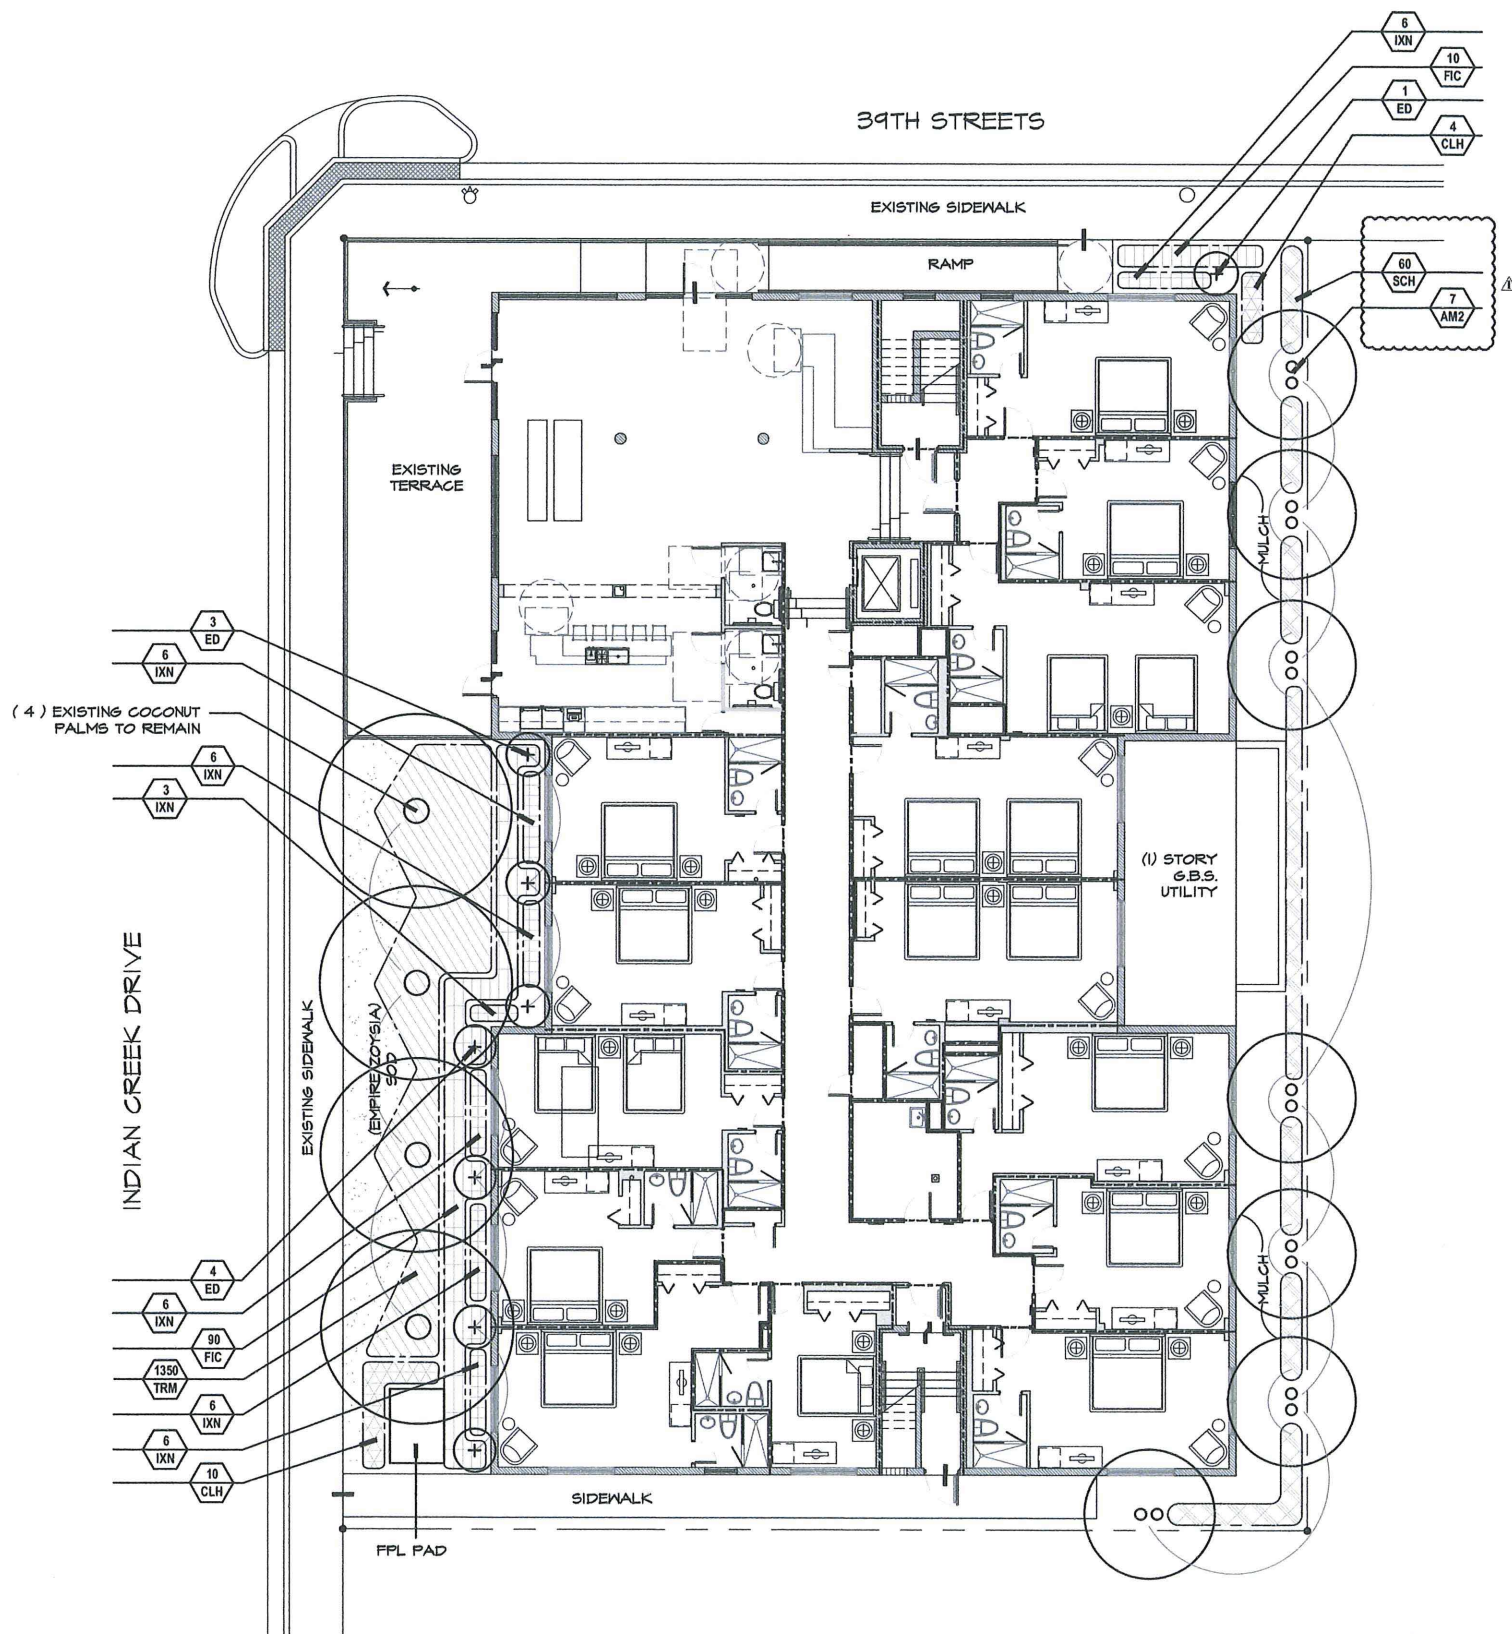 6
IXN
10
FIC
1
ED
4
CLH
39TH STREETS
EXISTING SIDEWALK
RAMP
60
SCH
7
AM2
EXISTING
TERRACE
MULCH
3
ED
6
IXN
( 4 ) EXISTING COCONUT
PALMS TO REMAIN
6
IXN
3
IXN
(1) STORY
G.B.S.
UTILITY
INDIAN CREEK DRIVE
EXISTING SIDEWALK
(EMPIRE ZOYSIA)
SOD
MULCH
4
ED
6
IXN
90
FIC
1350
TRM
6
IXN
6
IXN
10
CLH
SIDEWALK
FPL PAD